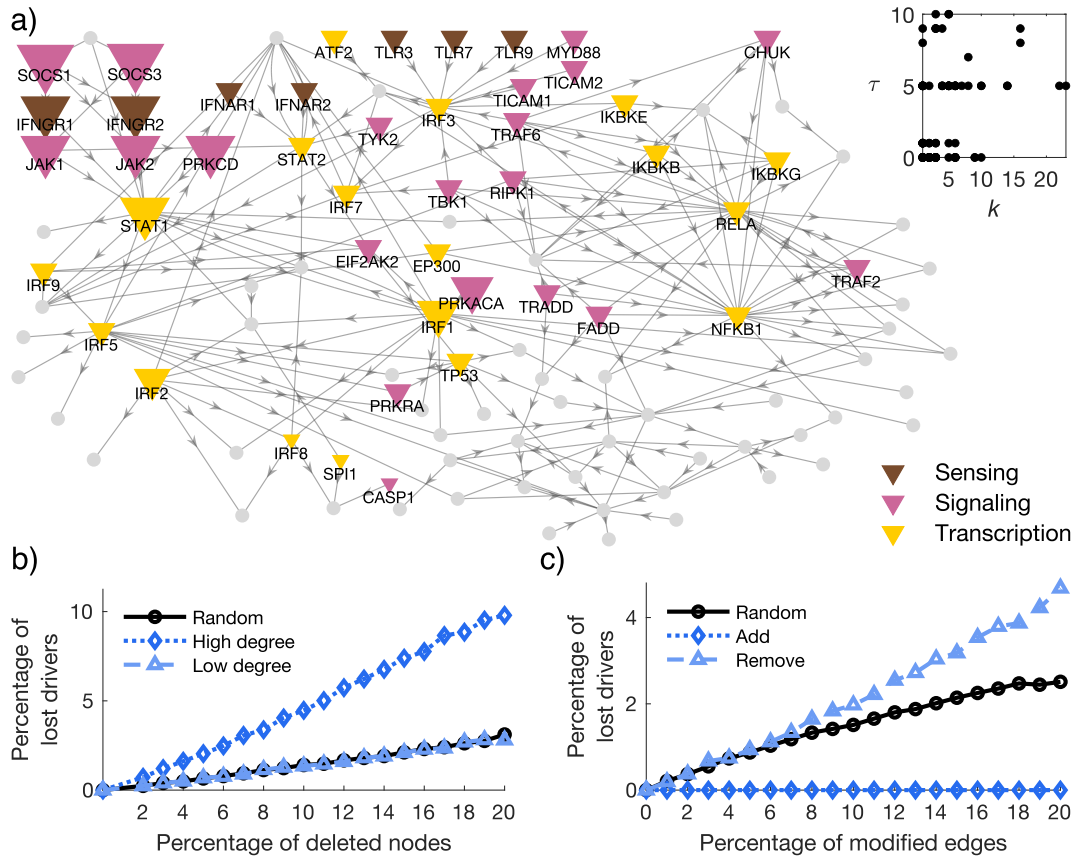 a)
SOCS1
SOCS3
ATF2
TLR3
TLR7
TLR9
MYD88
CHUK
TICAM2
IFNGR1
IFNGR2
IFNAR1
IFNAR2
TICAM1
IRF3
IKBKE
TYK2
TRAF6
JAK1
JAK2
PRKCD
STAT2
IKBKB
IKBKG
IRF7
TBK1
RIPK1
STAT1
RELA
EIF2AK2
EP300
TRAF2
IRF9
PRKACA
TRADD
IRF1
FADD
NFKB1
IRF5
IRF2
TP53
PRKRA
IRF8
SPI1
CASP1
10
τ
5
0
5 10 15 20
k
Sensing
Signaling
Transcription
b)
Percentage of
lost drivers
10
5
0
Random
High degree
Low degree
0 2 4 6 8 10 12 14 16 18 20
Percentage of deleted nodes
c)
Percentage of
lost drivers
4
2
0
Random
Add
Remove
0 2 4 6 8 10 12 14 16 18 20
Percentage of modified edges